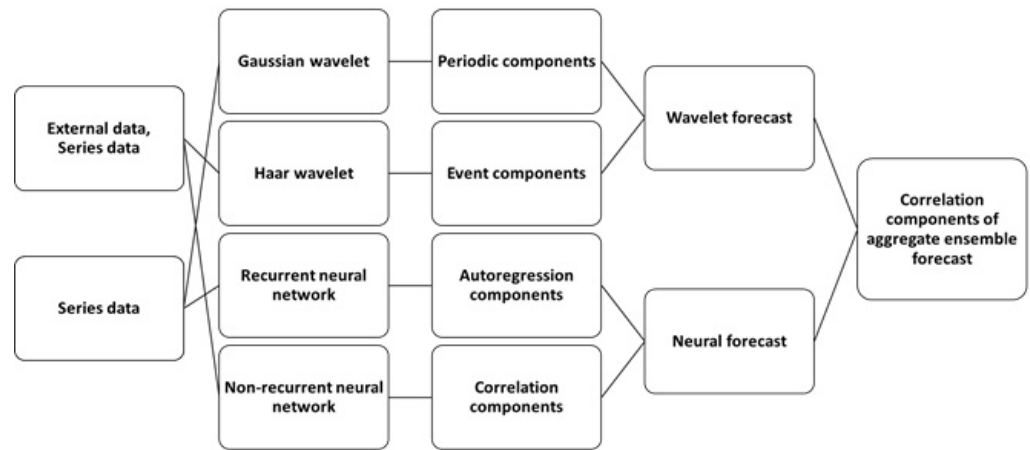 External data,
Series data
Series data
Gaussian wavelet
Haar wavelet
Recurrent neural
network
Non-recurrent neural
network
Periodic components
Event components
Autoregression
components
Correlation
components
Wavelet forecast
Neural forecast
Correlation
components of
aggregate ensemble
forecast